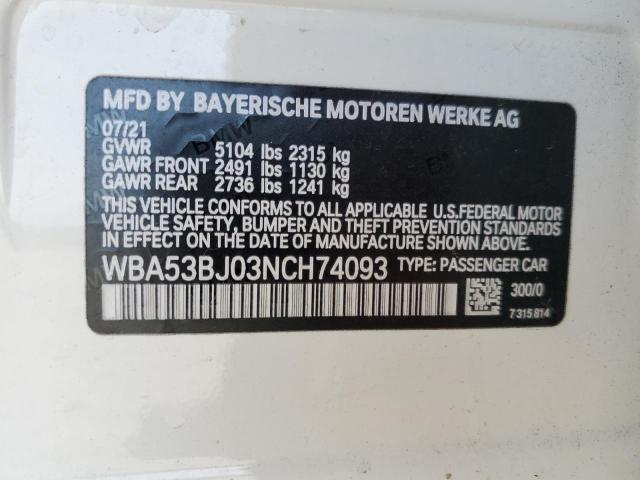 MFD BY BAYERISCHE MOTOREN WERKE AG
07/21
GVWR 5104 lbs 2315 kg
GAWR FRONT 2491 lbs 1130 kg
GAWR REAR 2736 lbs 1241 kg
THIS VEHICLE CONFORMS TO ALL APPLICABLE U.S.FEDERAL MOTOR
VEHICLE SAFETY, BUMPER AND THEFT PREVENTION STANDARDS
IN EFFECT ON THE DATE OF MANUFACTURE SHOWN ABOVE.
WBA53BJ03NCH74093 TYPE: PASSENGER CAR
300/0
7 315 814